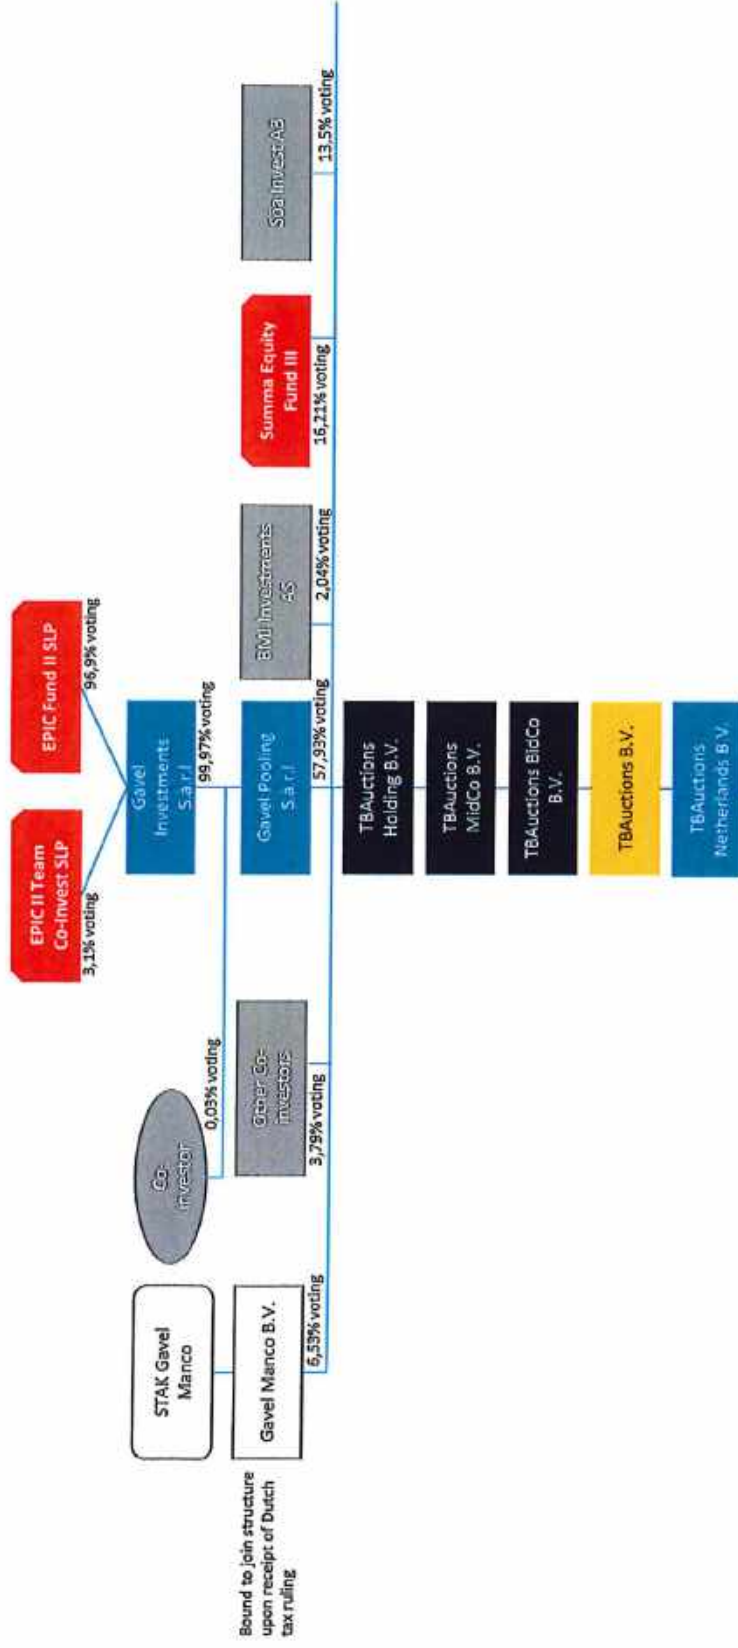 EPIC II Team
Co-Invest SLP
3,1% voting
EPIC Fund II SLP
96,9% voting
STAK Gavel
Manco
Co-
investor
0,03% voting
Gavel
Investments
S.a.r.l
99,97% voting
Bound to join structure
upon receipt of Dutch
tax ruling
Gavel Manco B.V.
6,53% voting
Other Co-
investors
3,79% voting
Gavel Pooling
S.a.r.l
57,93% voting
BMJ Investments
AS
2,04% voting
Summa Equity
Fund III
16,21% voting
Soa Invest AB
13,5% voting
TBAuctions
Holding B.V.
TBAuctions
MidCo B.V.
TBAuctions BidCo
B.V.
TBAuctions B.V.
TBAuctions
Netherlands B.V.